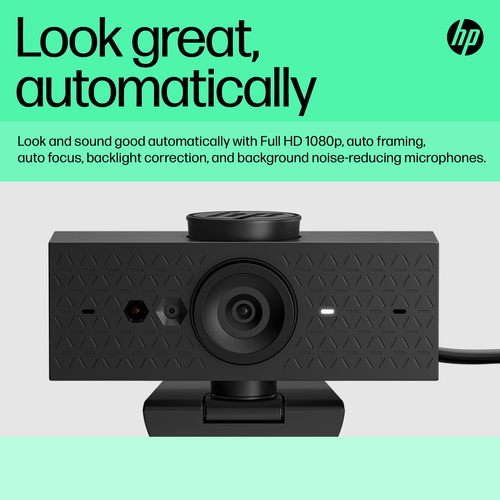 Look great,
hp
automatically
Look and sound good automatically with Full HD 1080p, auto framing,
auto focus, backlight correction, and background noise-reducing microphones.
hp